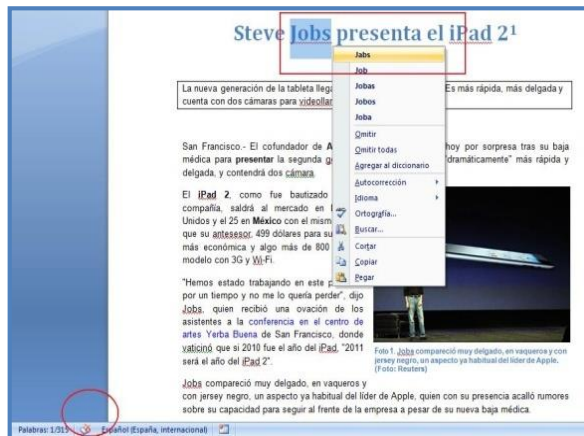 Steve Jobs presenta el iPad 2¹
Jabs
Job
Jobas
Jobos
Joba
Omitir
Omitir todas
Agregar al diccionario
Autocorrección
Idioma
Ortografía...
Buscar...
Cortar
Copiar
Pegar
La nueva generación de la tableta llega Es más rápida, más delgada y
cuenta con dos cámaras para videollam
San Francisco.- El cofundador de A hoy por sorpresa tras su baja
médica para presentar la segunda g "dramáticamente" más rápida y
delgada, y contendrá dos cámara
El iPad 2, como fue bautizado
compañía, saldrá al mercado en
Unidos y el 25 en México con el mism
que su antesesor, 499 dólares para su
más económica y algo más de 800
modelo con 3G y Wi-Fi.
"Hemos estado trabajando en este p
por un tiempo y no me lo quería perder", dijo
Jobs, quien recibió una ovación de los
asistentes a la conferencia en el centro de
artes Yerba Buena de San Francisco, donde
vaticinó que si 2010 fue el año del iPad, "2011
será el año del iPad 2".
Foto 1. Jobs compareció muy delgado, en vaqueros y con
jersey negro, un aspecto ya habitual del líder de Apple.
(Foto: Reuters)
Jobs compareció muy delgado, en vaqueros y
con jersey negro, un aspecto ya habitual del líder de Apple, quien con su presencia acalló rumores
sobre su capacidad para seguir al frente de la empresa a pesar de su nueva baja médica.
Palabras: 1/315 Español (España, internacional)